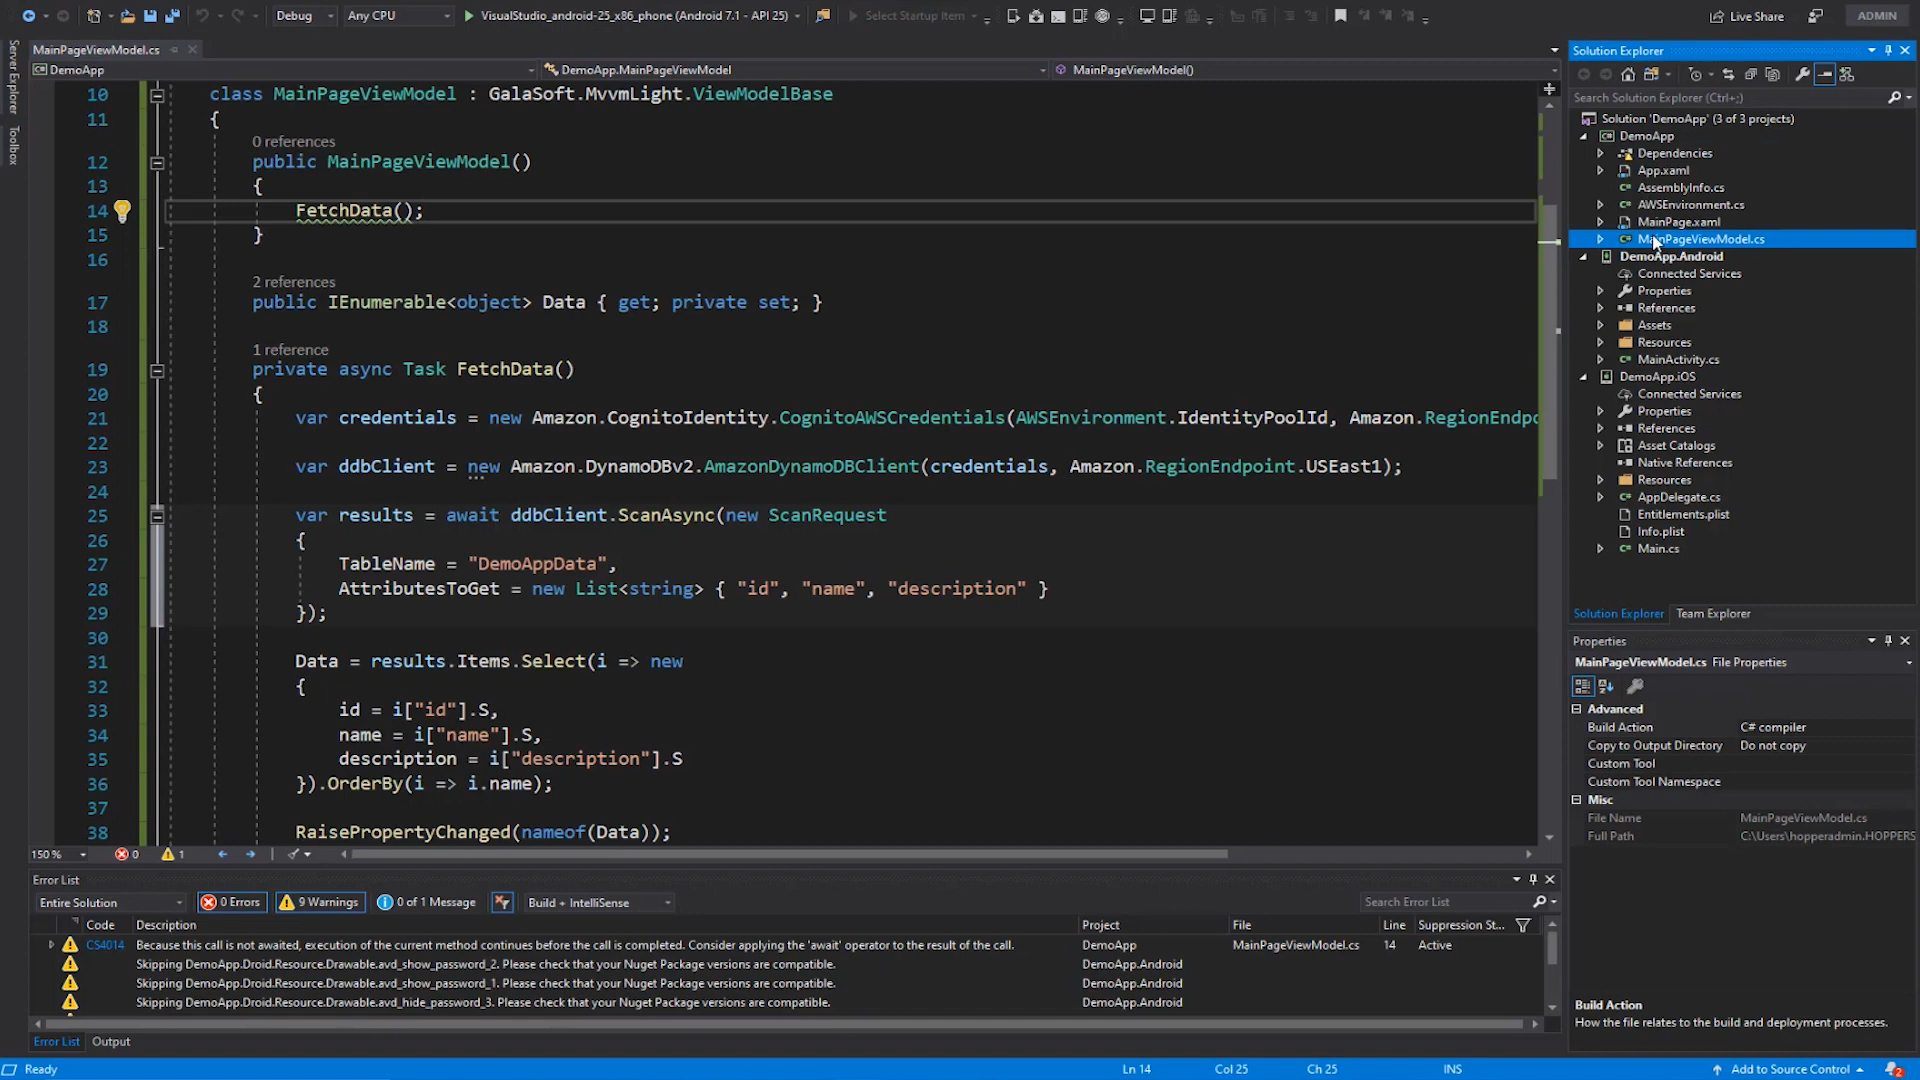 Debug
Any CPU
VisualStudio_android-25_x86_phone (Android 7.1 - API 25)
Select Startup Item
Live Share
ADMIN
Server Explorer
Toolbox
MainPageViewModel.cs
DemoApp
DemoApp.MainPageViewModel
MainPageViewModel()
10 class MainPageViewModel : GalaSoft.MvvmLight.ViewModelBase
11 {
0 references
12 public MainPageViewModel()
13 {
14 FetchData();
15 }
16
2 references
17 public IEnumerable<object> Data { get; private set; }
18
1 reference
19 private async Task FetchData()
20 {
21 var credentials = new Amazon.CognitoIdentity.CognitoAWSCredentials(AWSEnvironment.IdentityPoolId, Amazon.RegionEndpo
22
23 var ddbClient = new Amazon.DynamoDBv2.AmazonDynamoDBClient(credentials, Amazon.RegionEndpoint.USEast1);
24
25 var results = await ddbClient.ScanAsync(new ScanRequest
26 {
27 TableName = "DemoAppData",
28 AttributesToGet = new List<string> { "id", "name", "description" }
29 });
30
31 Data = results.Items.Select(i => new
32 {
33 id = i["id"].S,
34 name = i["name"].S,
35 description = i["description"].S
36 }).OrderBy(i => i.name);
37
38 RaisePropertyChanged(nameof(Data));
150 %
0
1
Error List
Entire Solution
0 Errors
9 Warnings
0 of 1 Message
Build + IntelliSense
Search Error List
Code Description Project File Line Suppression St...
CS4014 Because this call is not awaited, execution of the current method continues before the call is completed. Consider applying the 'await' operator to the result of the call. DemoApp MainPageViewModel.cs 14 Active
Skipping DemoApp.Droid.Resource.Drawable.avd_show_password_2. Please check that your Nuget Package versions are compatible. DemoApp.Android
Skipping DemoApp.Droid.Resource.Drawable.avd_show_password_1. Please check that your Nuget Package versions are compatible. DemoApp.Android
Skipping DemoApp.Droid.Resource.Drawable.avd_hide_password_3. Please check that your Nuget Package versions are compatible. DemoApp.Android
Error List
Output
Solution Explorer
Search Solution Explorer (Ctrl+;)
Solution 'DemoApp' (3 of 3 projects)
DemoApp
Dependencies
App.xaml
AssemblyInfo.cs
AWSEnvironment.cs
MainPage.xaml
MainPageViewModel.cs
DemoApp.Android
Connected Services
Properties
References
Assets
Resources
MainActivity.cs
DemoApp.iOS
Connected Services
Properties
References
Asset Catalogs
Native References
Resources
AppDelegate.cs
Entitlements.plist
Info.plist
Main.cs
Solution Explorer
Team Explorer
Properties
MainPageViewModel.cs File Properties
Advanced
Build Action C# compiler
Copy to Output Directory Do not copy
Custom Tool
Custom Tool Namespace
Misc
File Name MainPageViewModel.cs
Full Path C:\Users\hopperadmin.HOPPERS
Build Action
How the file relates to the build and deployment processes.
Ready
Ln 14
Col 25
Ch 25
INS
Add to Source Control
2